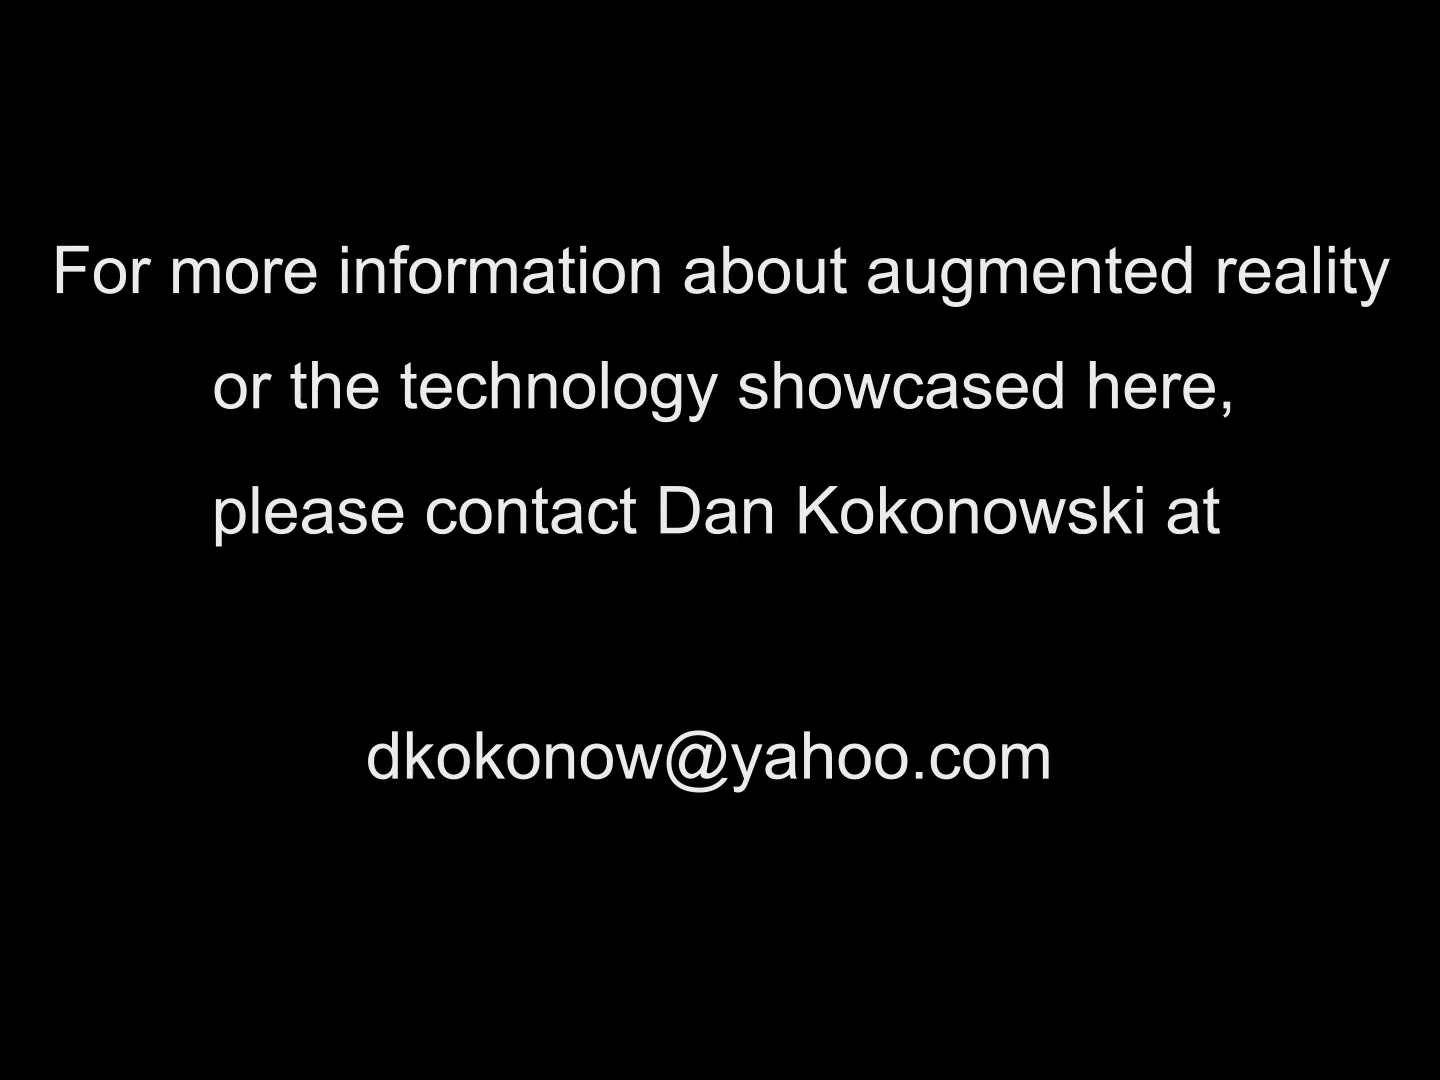 For more information about augmented reality
or the technology showcased here,
please contact Dan Kokonowski at
dkokonow@yahoo.com